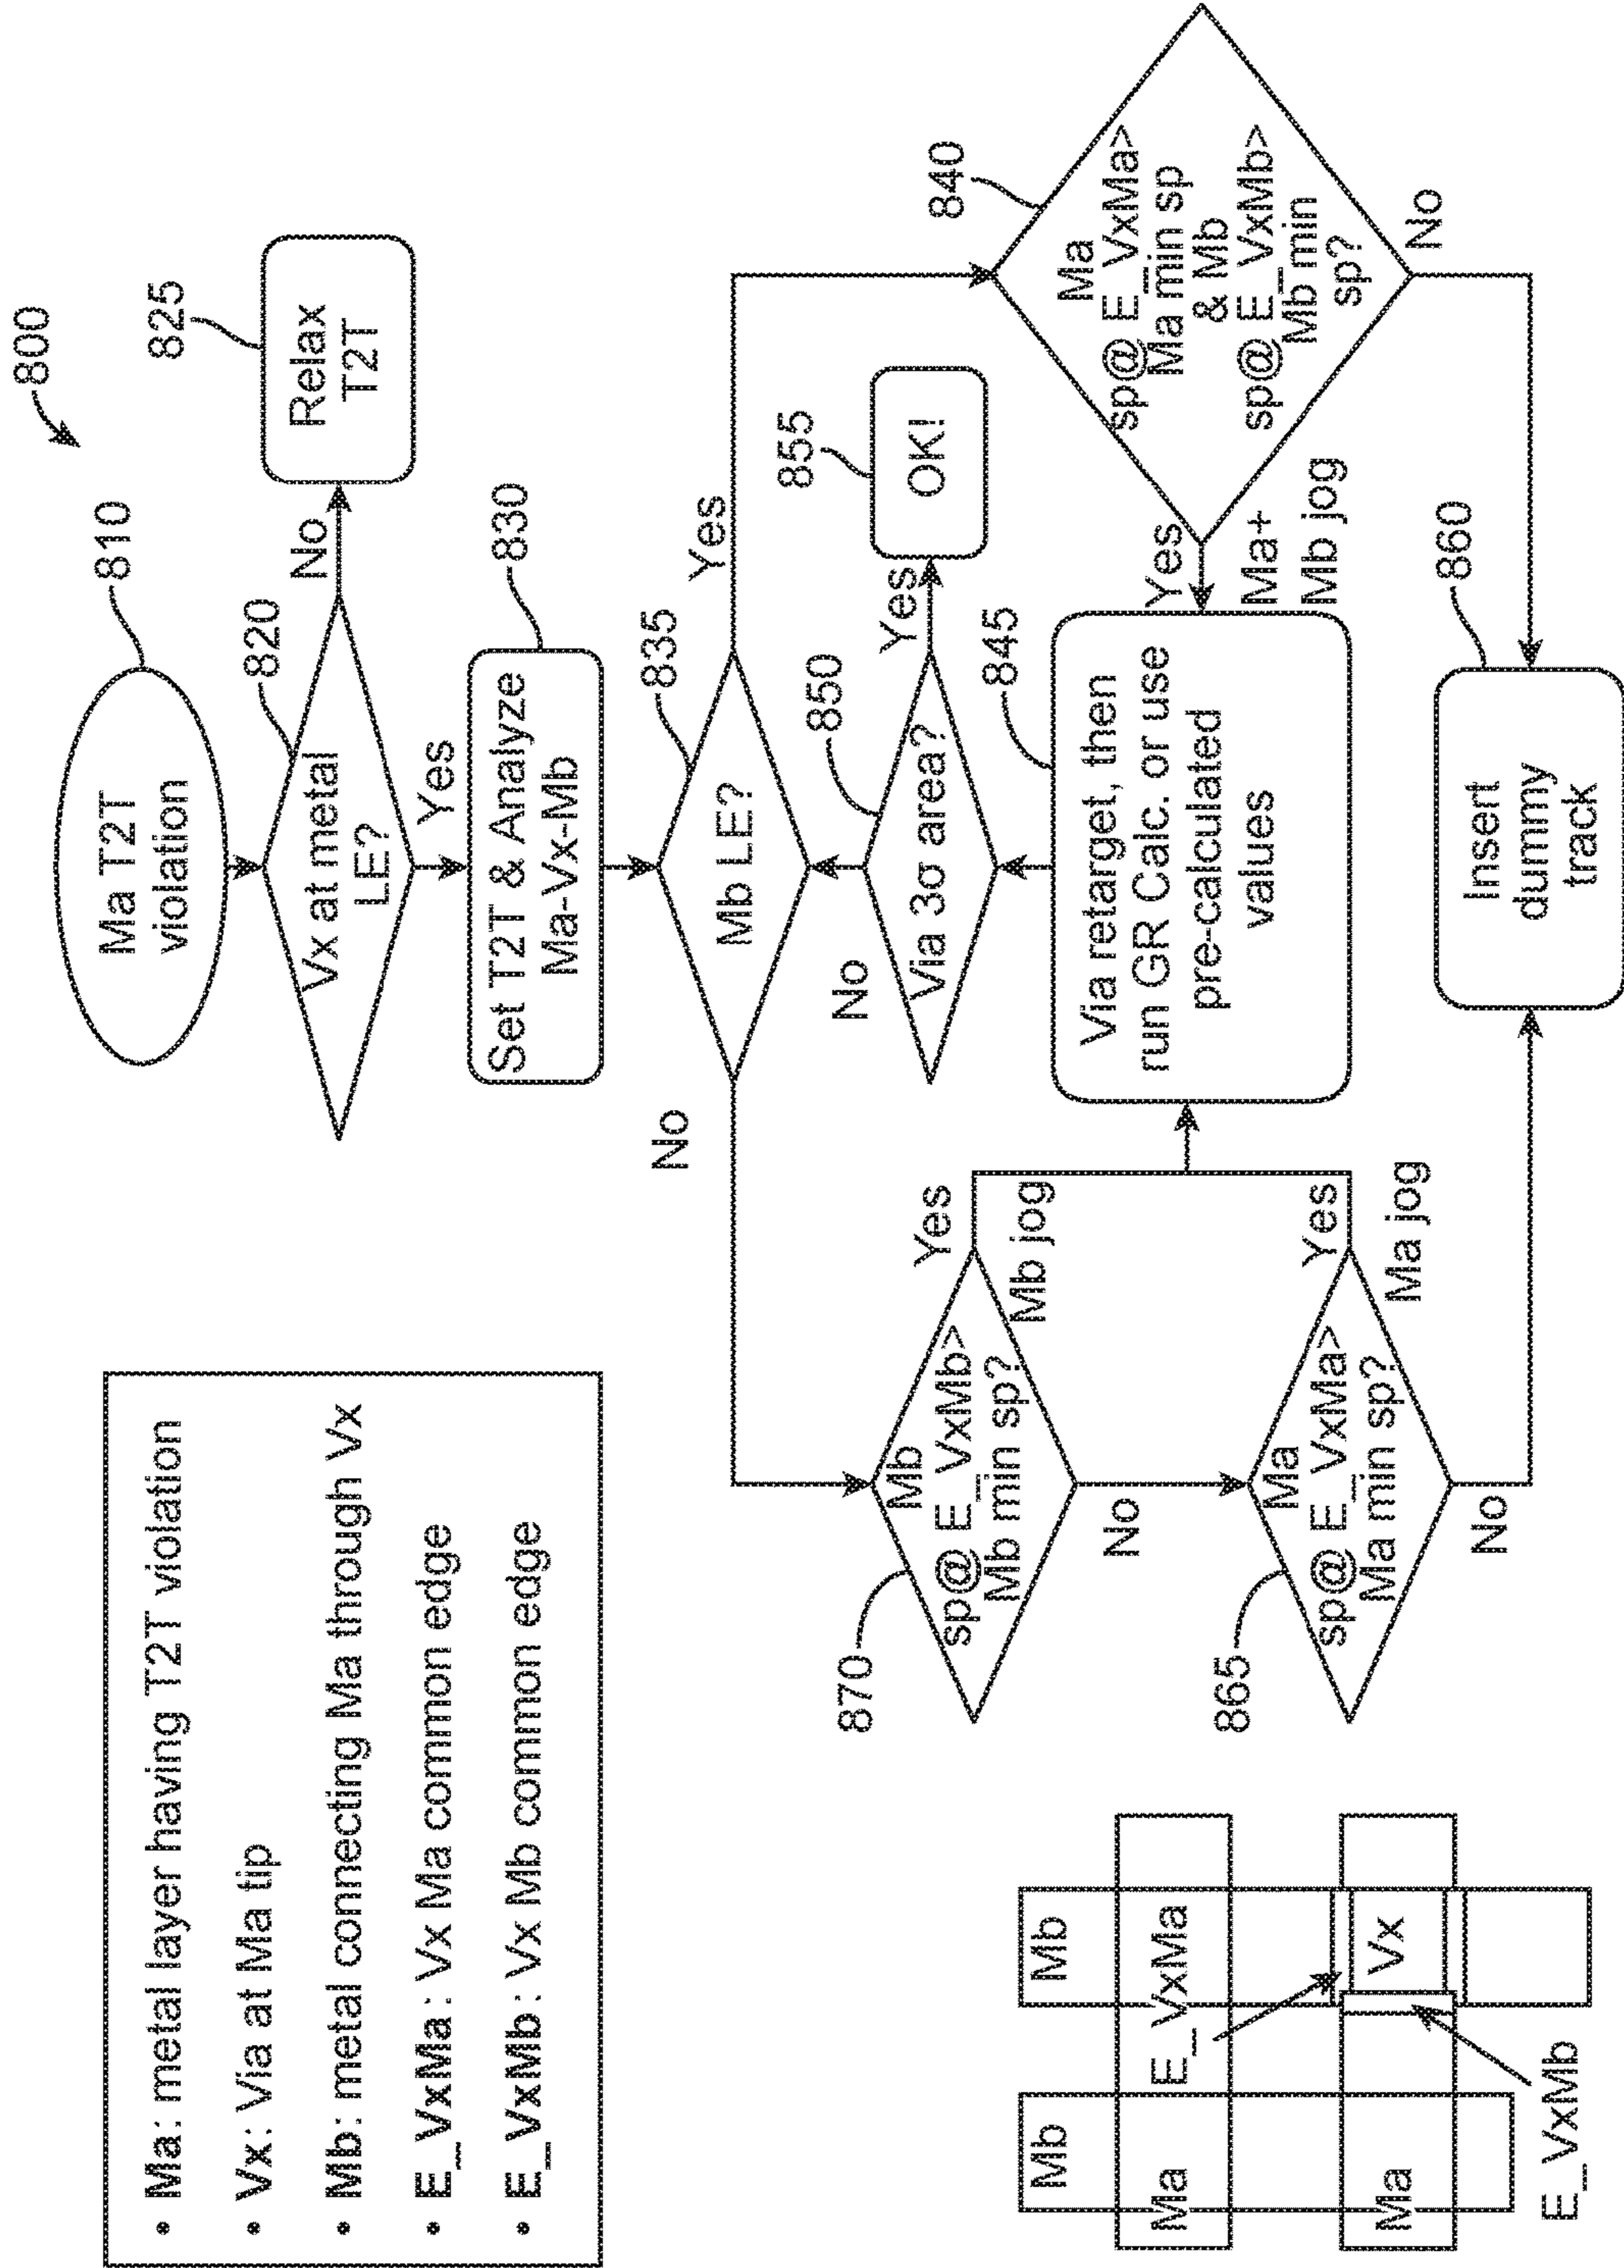 800
• Ma : metal layer having T2T violation
• Vx : Via at Ma tip
• Mb : metal connecting Ma through Vx
• E_VxMa : Vx Ma common edge
• E_VxMb : Vx Mb common edge
Ma T2T
violation
810
Vx at metal
LE?
820
No
Relax
T2T
825
Yes
Set T2T & Analyze
Ma-Vx-Mb
830
Mb LE?
835
No
Yes
Via 3σ area?
850
No
Yes
OK!
855
Ma
sp@ E_VxMa>
Ma min sp
& Mb
sp@ E_VxMb>
Mb min
sp?
840
Yes
Ma+
Mb jog
No
Via retarget, then
run GR Calc. or use
pre-calculated
values
845
Mb
sp@ E_VxMb>
Mb min sp?
870
Yes
Mb jog
No
Ma
sp@ E_VxMa>
Ma min sp?
865
Yes
Ma jog
No
Insert
dummy
track
860
Mb
Mb
Ma
E_VxMa
Ma
Vx
E_VxMb